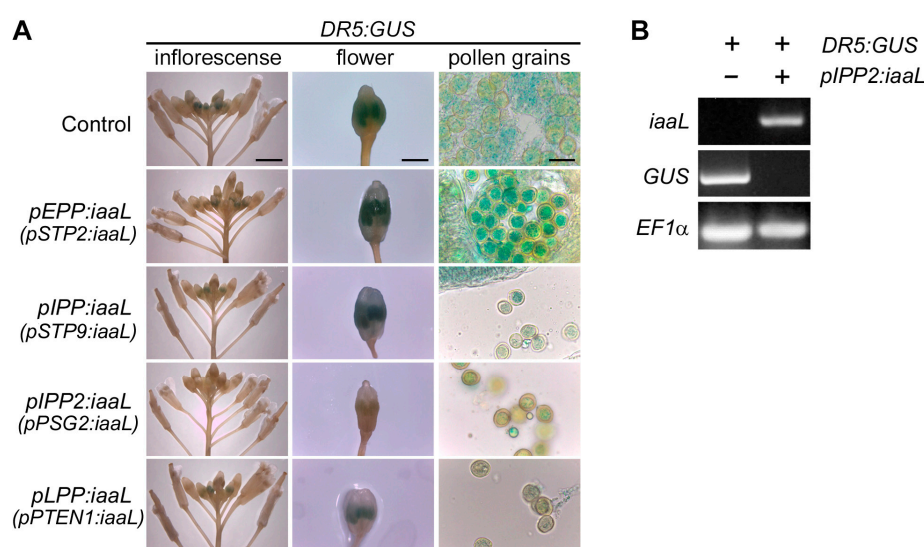 A
DR5:GUS
inflorescense
flower
pollen grains
Control
pEPP:iaaL
(pSTP2:iaaL)
pIPP:iaaL
(pSTP9:iaaL)
pIPP2:iaaL
(pPSG2:iaaL)
pLPP:iaaL
(pPTEN1:iaaL)
B
+ + DR5:GUS
− + pIPP2:iaaL
iaaL
GUS
EF1α